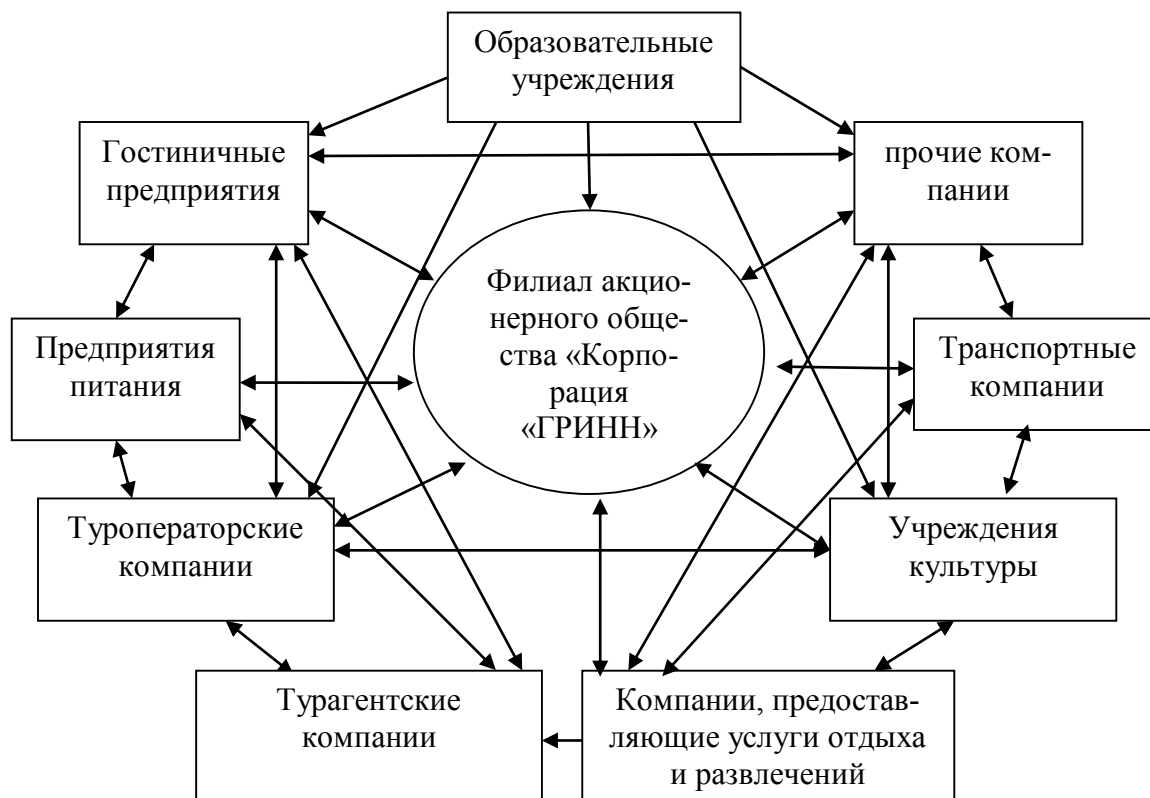 Образовательные
учреждения
Гостиничные
предприятия
прочие ком-
пании
Филиал акцио-
нерного обще-
ства «Корпо-
рация
«ГРИНН»
Предприятия
питания
Транспортные
компании
Туроператорские
компании
Учреждения
культуры
Турагентские
компании
Компании, предостав-
ляющие услуги отдыха
и развлечений